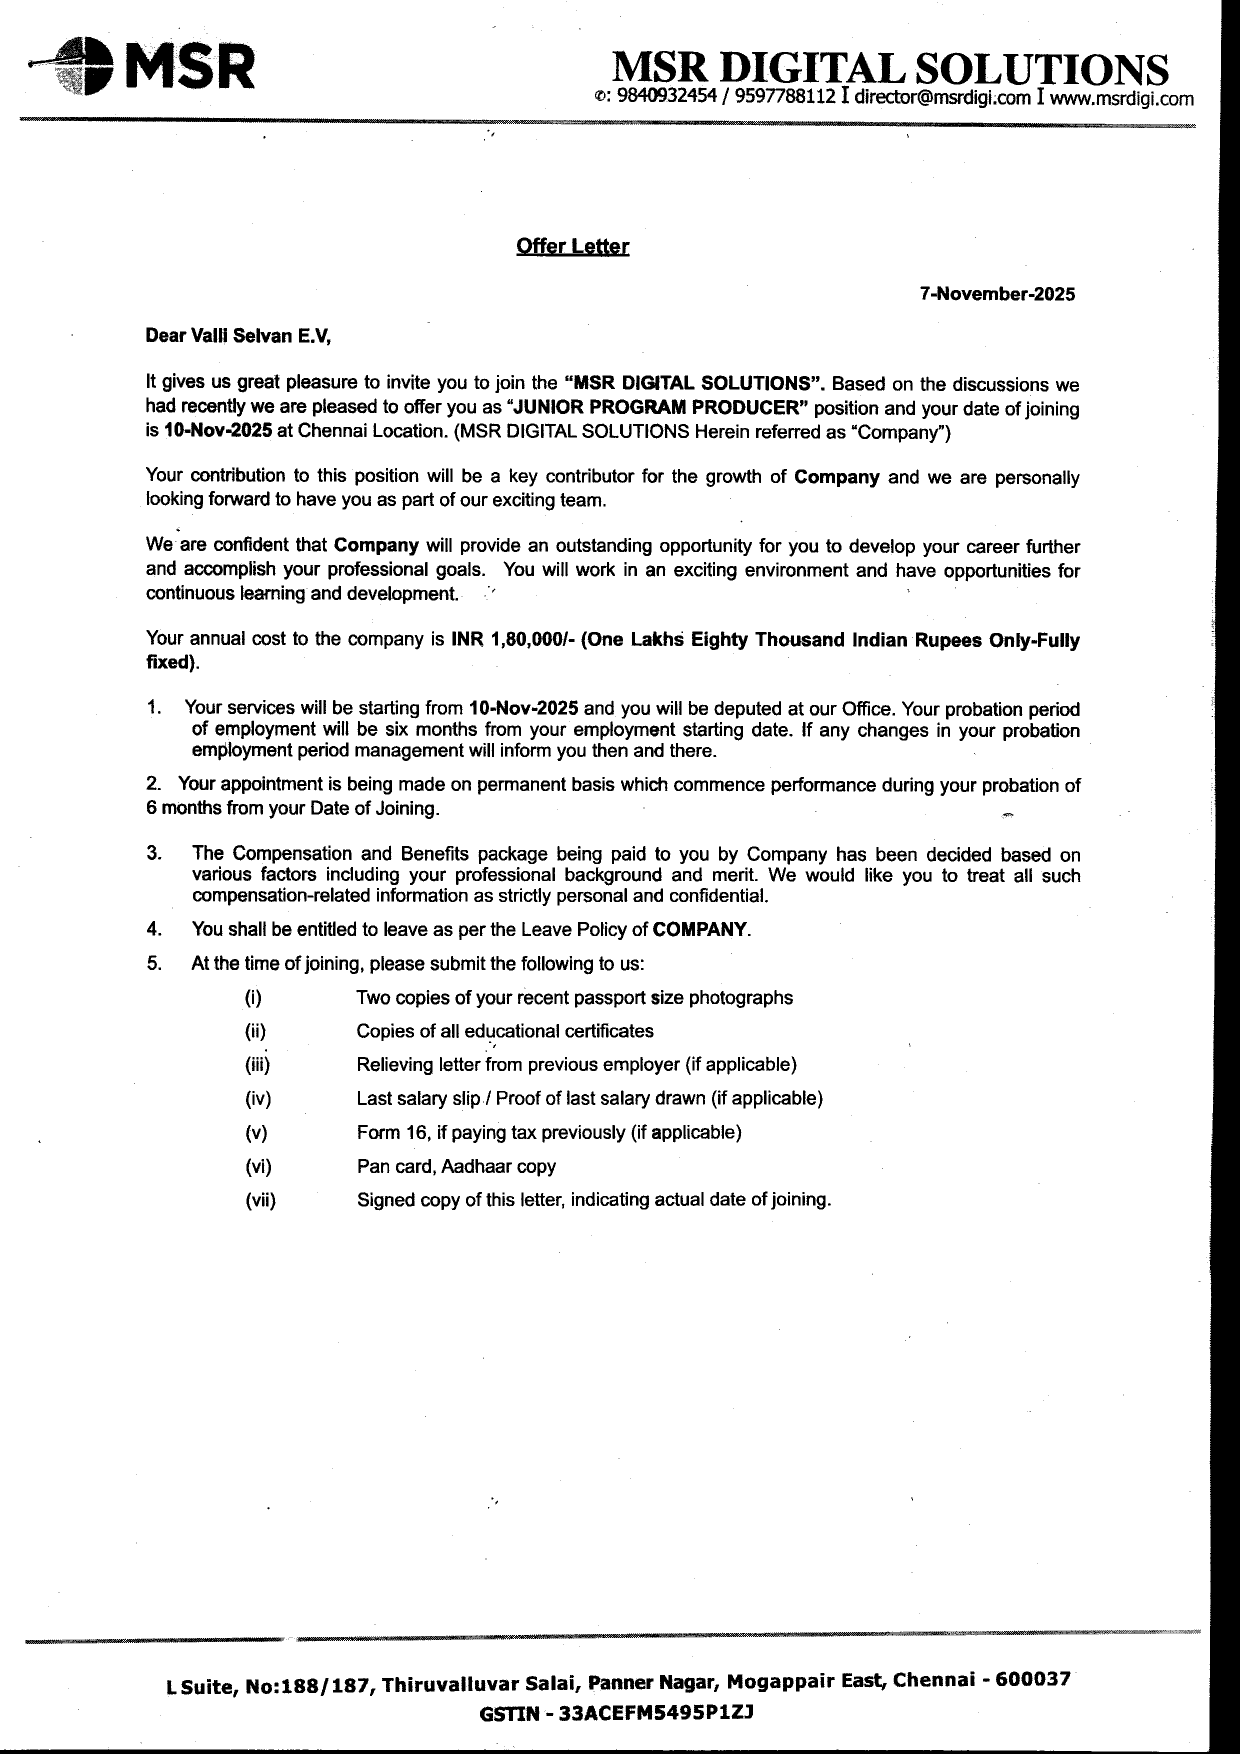 MSR
MSR DIGITAL SOLUTIONS
✆: 9840932454 / 9597788112 I director@msrdigi.com I www.msrdigi.com
Offer Letter
7-November-2025
Dear Valli Selvan E.V,
It gives us great pleasure to invite you to join the “MSR DIGITAL SOLUTIONS”. Based on the discussions we
had recently we are pleased to offer you as “JUNIOR PROGRAM PRODUCER” position and your date of joining
is 10-Nov-2025 at Chennai Location. (MSR DIGITAL SOLUTIONS Herein referred as “Company”)
Your contribution to this position will be a key contributor for the growth of Company and we are personally
looking forward to have you as part of our exciting team.
We are confident that Company will provide an outstanding opportunity for you to develop your career further
and accomplish your professional goals. You will work in an exciting environment and have opportunities for
continuous learning and development.
Your annual cost to the company is INR 1,80,000/- (One Lakhs Eighty Thousand Indian Rupees Only-Fully
fixed).
1. Your services will be starting from 10-Nov-2025 and you will be deputed at our Office. Your probation period
of employment will be six months from your employment starting date. If any changes in your probation
employment period management will inform you then and there.
2. Your appointment is being made on permanent basis which commence performance during your probation of
6 months from your Date of Joining.
3. The Compensation and Benefits package being paid to you by Company has been decided based on
various factors including your professional background and merit. We would like you to treat all such
compensation-related information as strictly personal and confidential.
4. You shall be entitled to leave as per the Leave Policy of COMPANY.
5. At the time of joining, please submit the following to us:
(i) Two copies of your recent passport size photographs
(ii) Copies of all educational certificates
(iii) Relieving letter from previous employer (if applicable)
(iv) Last salary slip / Proof of last salary drawn (if applicable)
(v) Form 16, if paying tax previously (if applicable)
(vi) Pan card, Aadhaar copy
(vii) Signed copy of this letter, indicating actual date of joining.
L Suite, No:188/187, Thiruvalluvar Salai, Panner Nagar, Mogappair East, Chennai - 600037
GSTIN - 33ACEFM5495P1ZJ